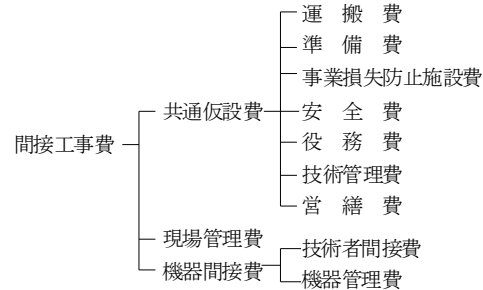 運搬費
準備費
事業損失防止施設費
共通仮設費
安全費
役務費
間接工事費
技術管理費
営繕費
現場管理費
技術者間接費
機器間接費
機器管理費